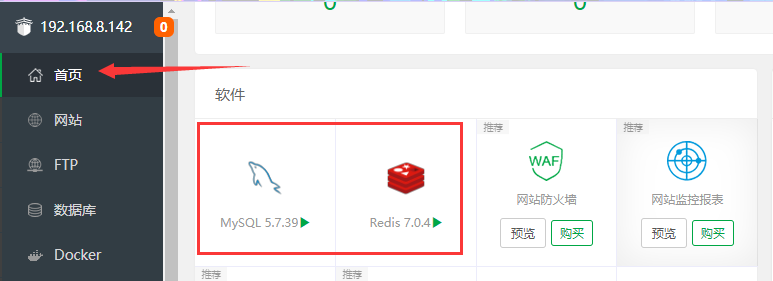 192.168.8.142
0
首页
网站
FTP
数据库
Docker
软件
MySQL 5.7.39
Redis 7.0.4
推荐
WAF
网站防火墙
预览
购买
推荐
网站监控报表
预览
购买
推荐
推荐